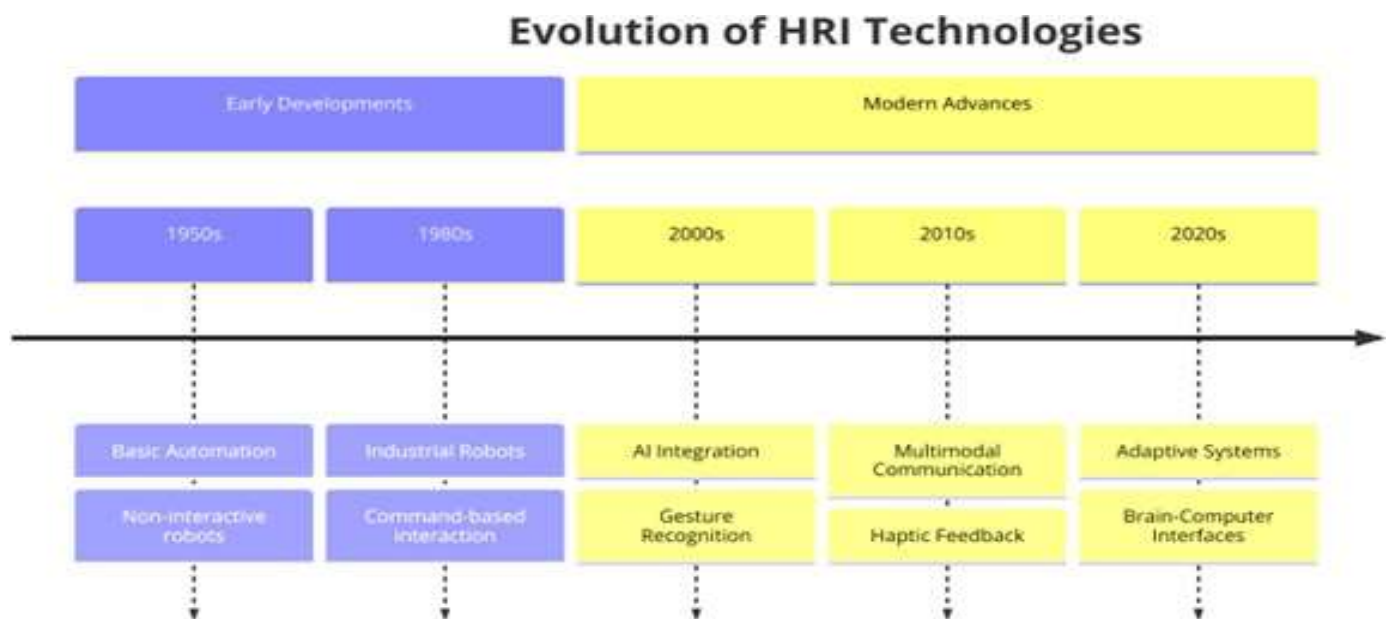 Evolution of HRI Technologies
Early Developments
Modern Advances
1950s
1980s
2000s
2010s
2020s
Basic Automation
Industrial Robots
AI Integration
Multimodal
Communication
Adaptive Systems
Non-interactive
robots
Command-based
interaction
Gesture
Recognition
Haptic Feedback
Brain-Computer
Interfaces